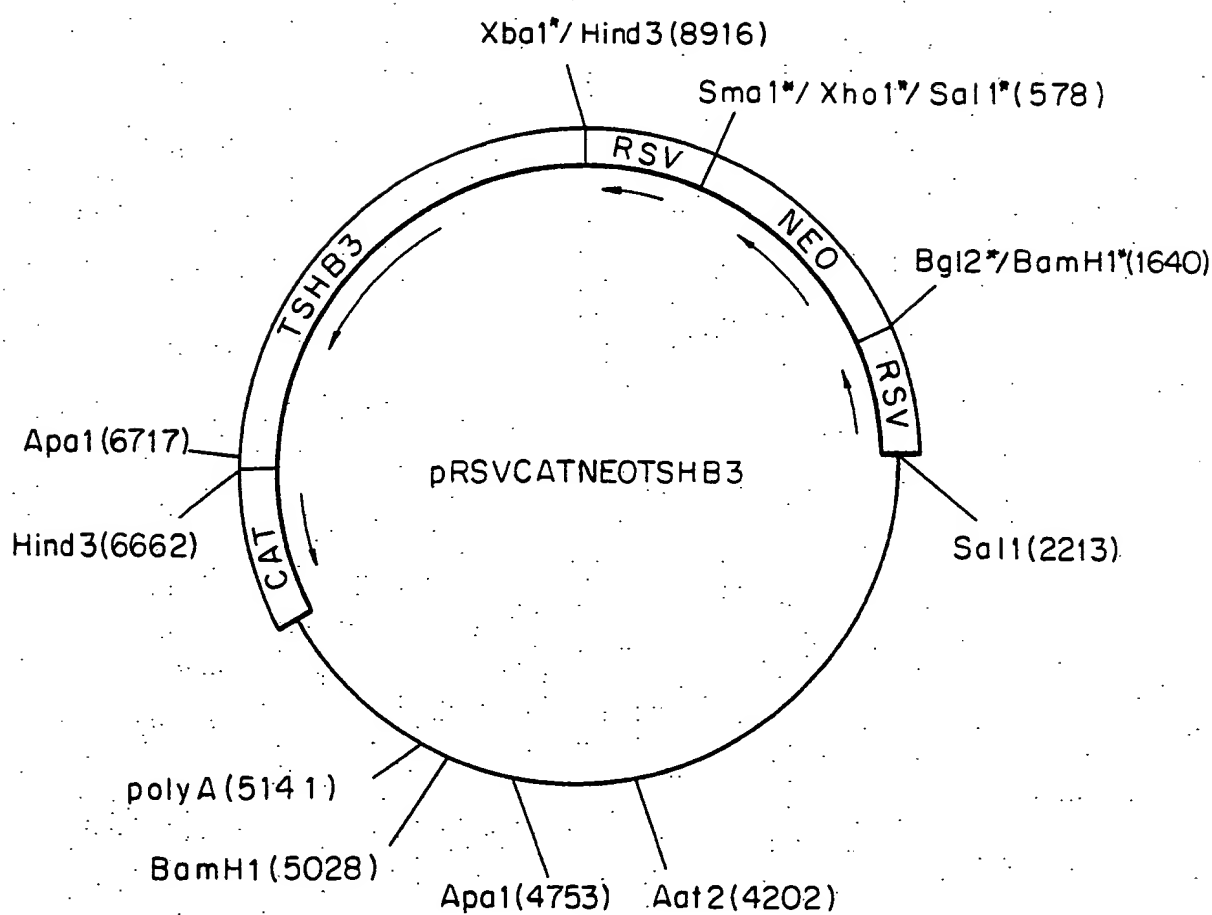 Xba1*/Hind3(8916)
Sma1*/Xho1*/Sal1*(578)
RSV
NEO
Bgl2*/BamH1*(1640)
RSV
TSHB3
Apa1(6717)
pRSVCATNEOTSHB3
Hind3(6662)
CAT
Sal1(2213)
polyA(5141)
BamH1(5028)
Apa1(4753)
Aat2(4202)